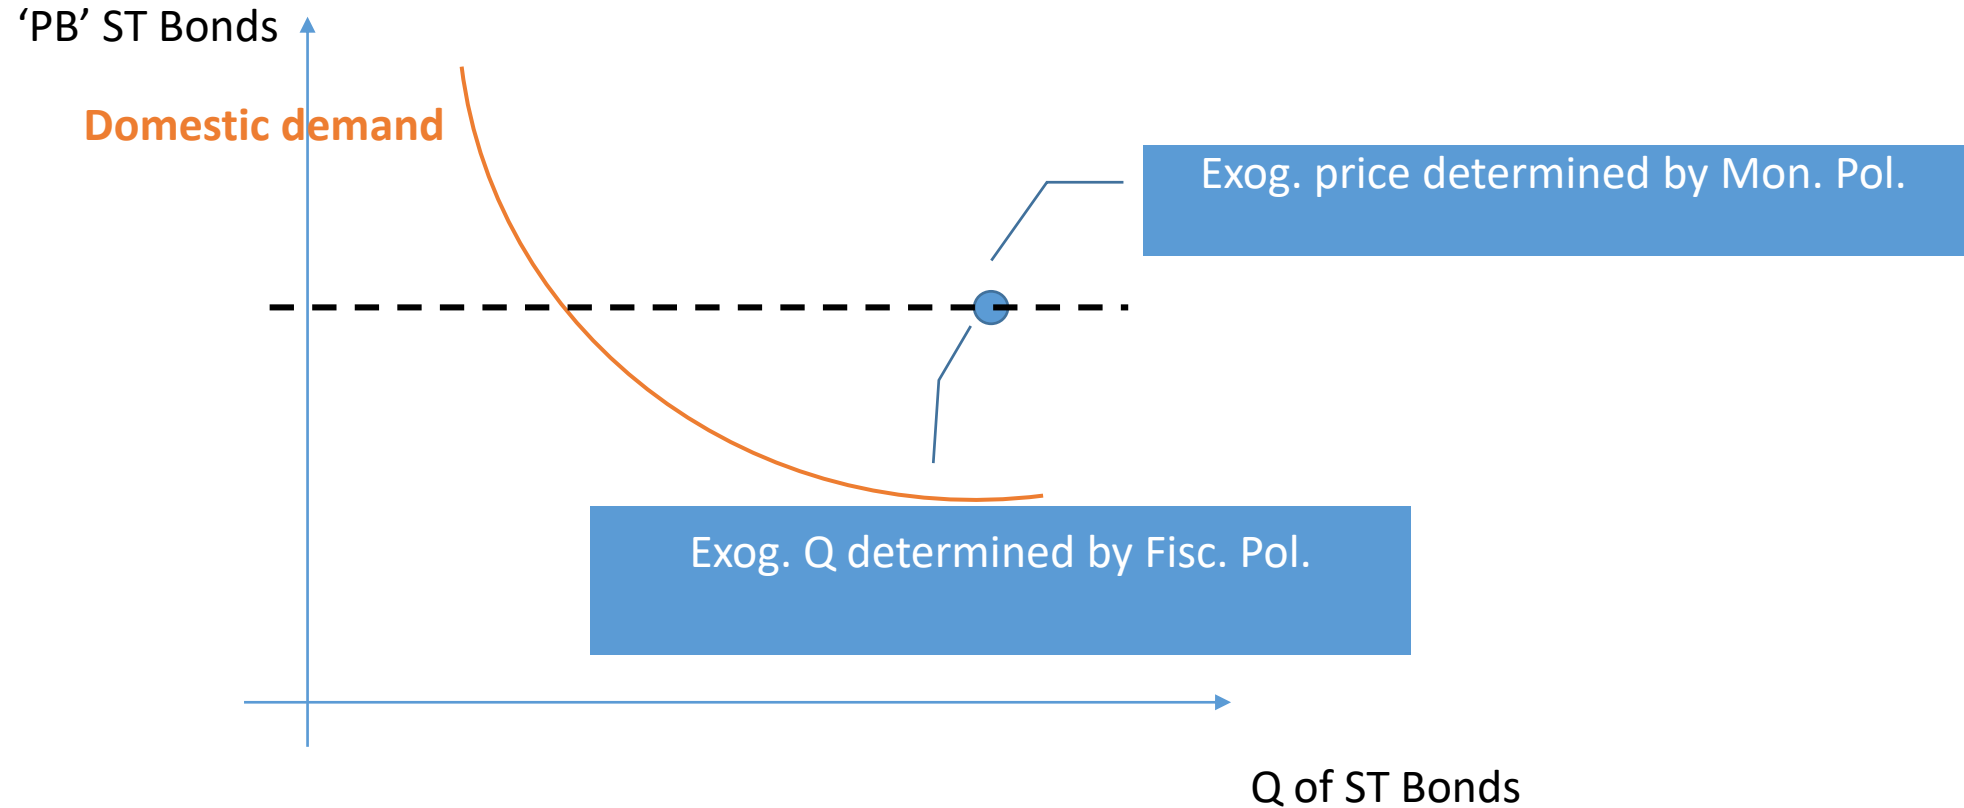 ‘PB’ ST Bonds
Domestic demand
Exog. price determined by Mon. Pol.
Exog. Q determined by Fisc. Pol.
Q of ST Bonds